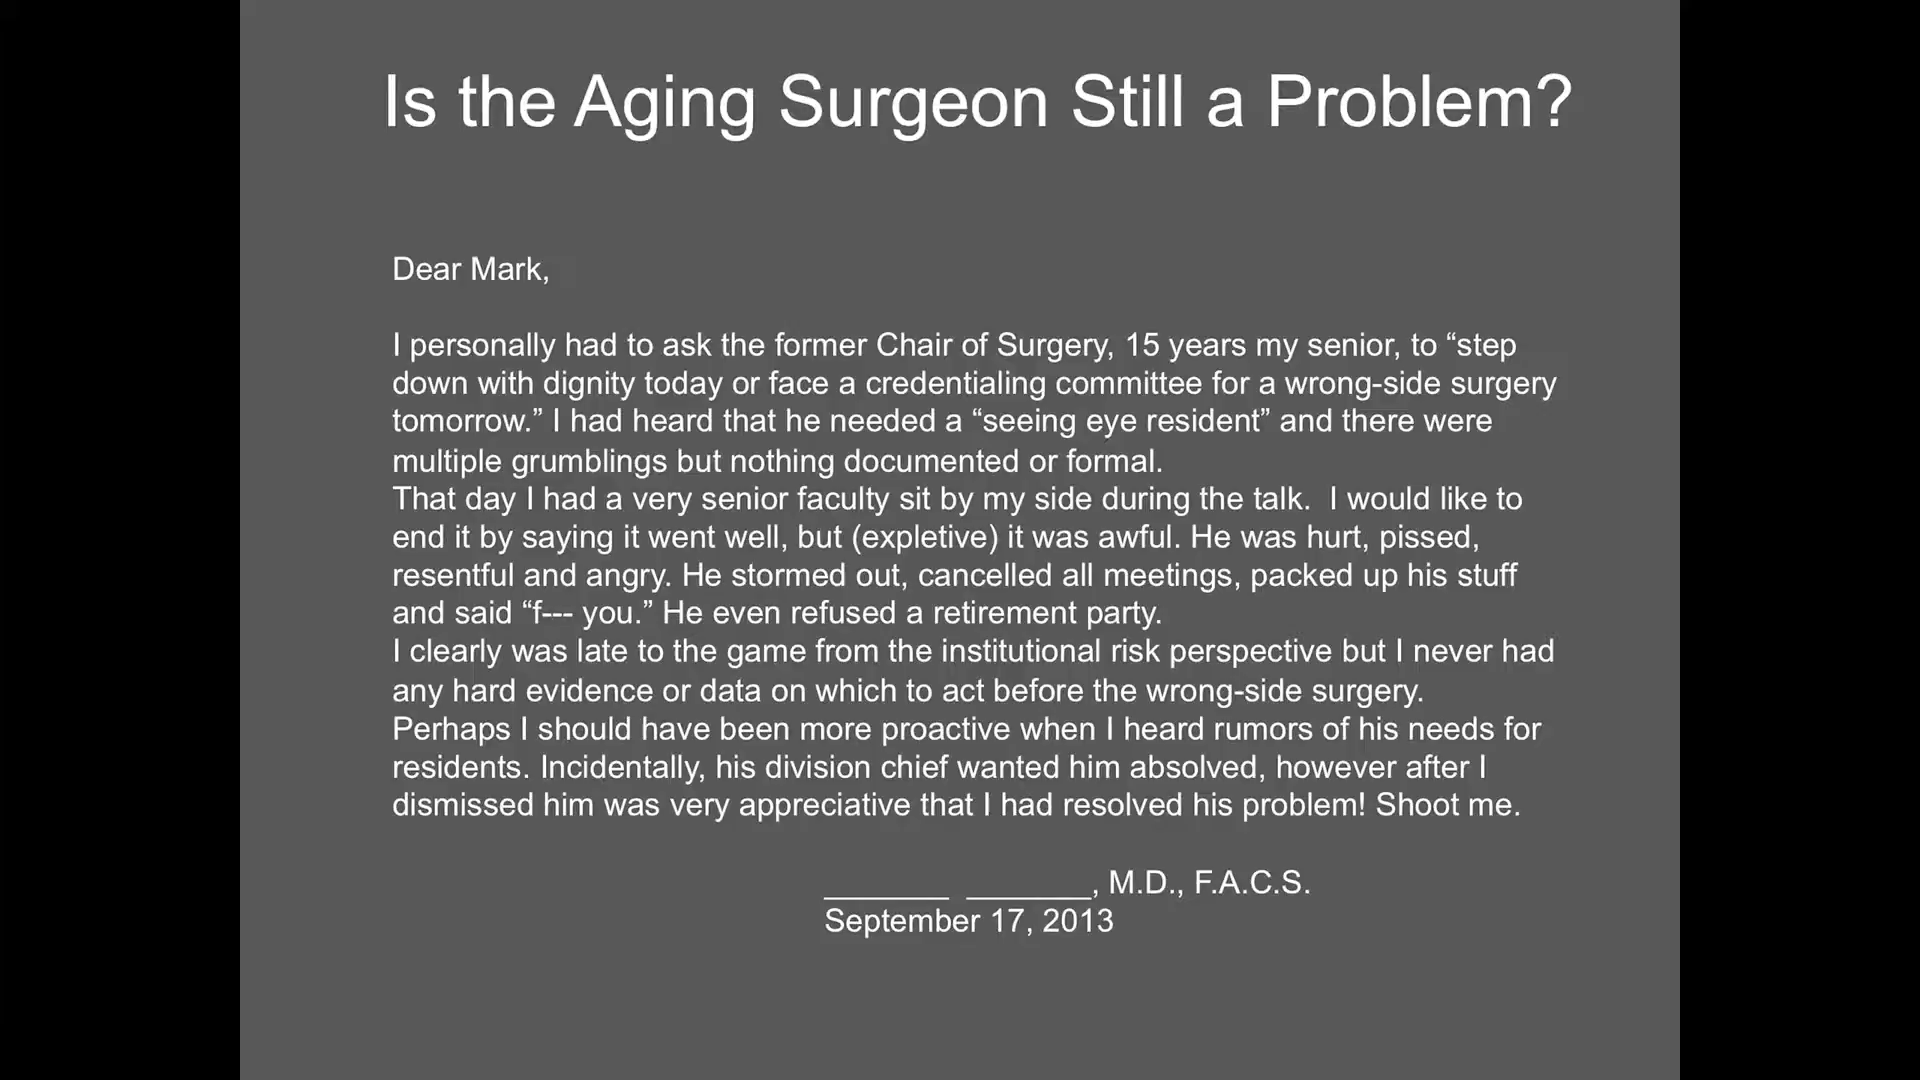 Is the Aging Surgeon Still a Problem?
Dear Mark,
I personally had to ask the former Chair of Surgery, 15 years my senior, to “step
down with dignity today or face a credentialing committee for a wrong-side surgery
tomorrow.” I had heard that he needed a “seeing eye resident” and there were
multiple grumblings but nothing documented or formal.
That day I had a very senior faculty sit by my side during the talk.  I would like to
end it by saying it went well, but (expletive) it was awful. He was hurt, pissed,
resentful and angry. He stormed out, cancelled all meetings, packed up his stuff
and said “f--- you.” He even refused a retirement party.
I clearly was late to the game from the institutional risk perspective but I never had
any hard evidence or data on which to act before the wrong-side surgery.
Perhaps I should have been more proactive when I heard rumors of his needs for
residents. Incidentally, his division chief wanted him absolved, however after I
dismissed him was very appreciative that I had resolved his problem! Shoot me.
_______  _______, M.D., F.A.C.S.
September 17, 2013